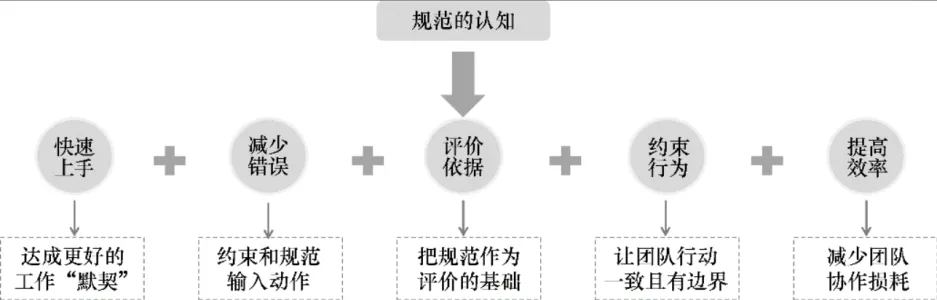 规范的认知
快速
上手
减少
错误
评价
依据
约束
行为
提高
效率
达成更好的
工作“默契”
约束和规范
输入动作
把规范作为
评价的基础
让团队行动
一致且有边界
减少团队
协作损耗